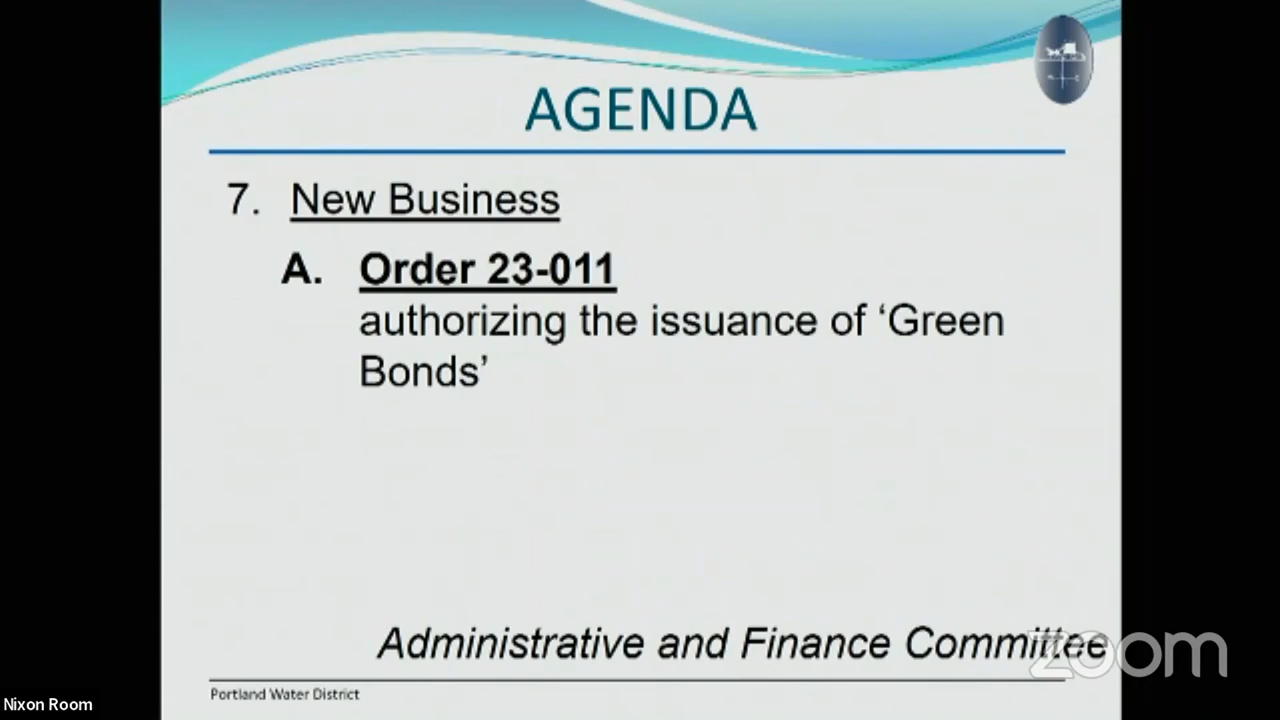 AGENDA
7. New Business
A. Order 23-011
authorizing the issuance of ‘Green
Bonds’
Administrative and Finance Committee
zoom
Portland Water District
Nixon Room